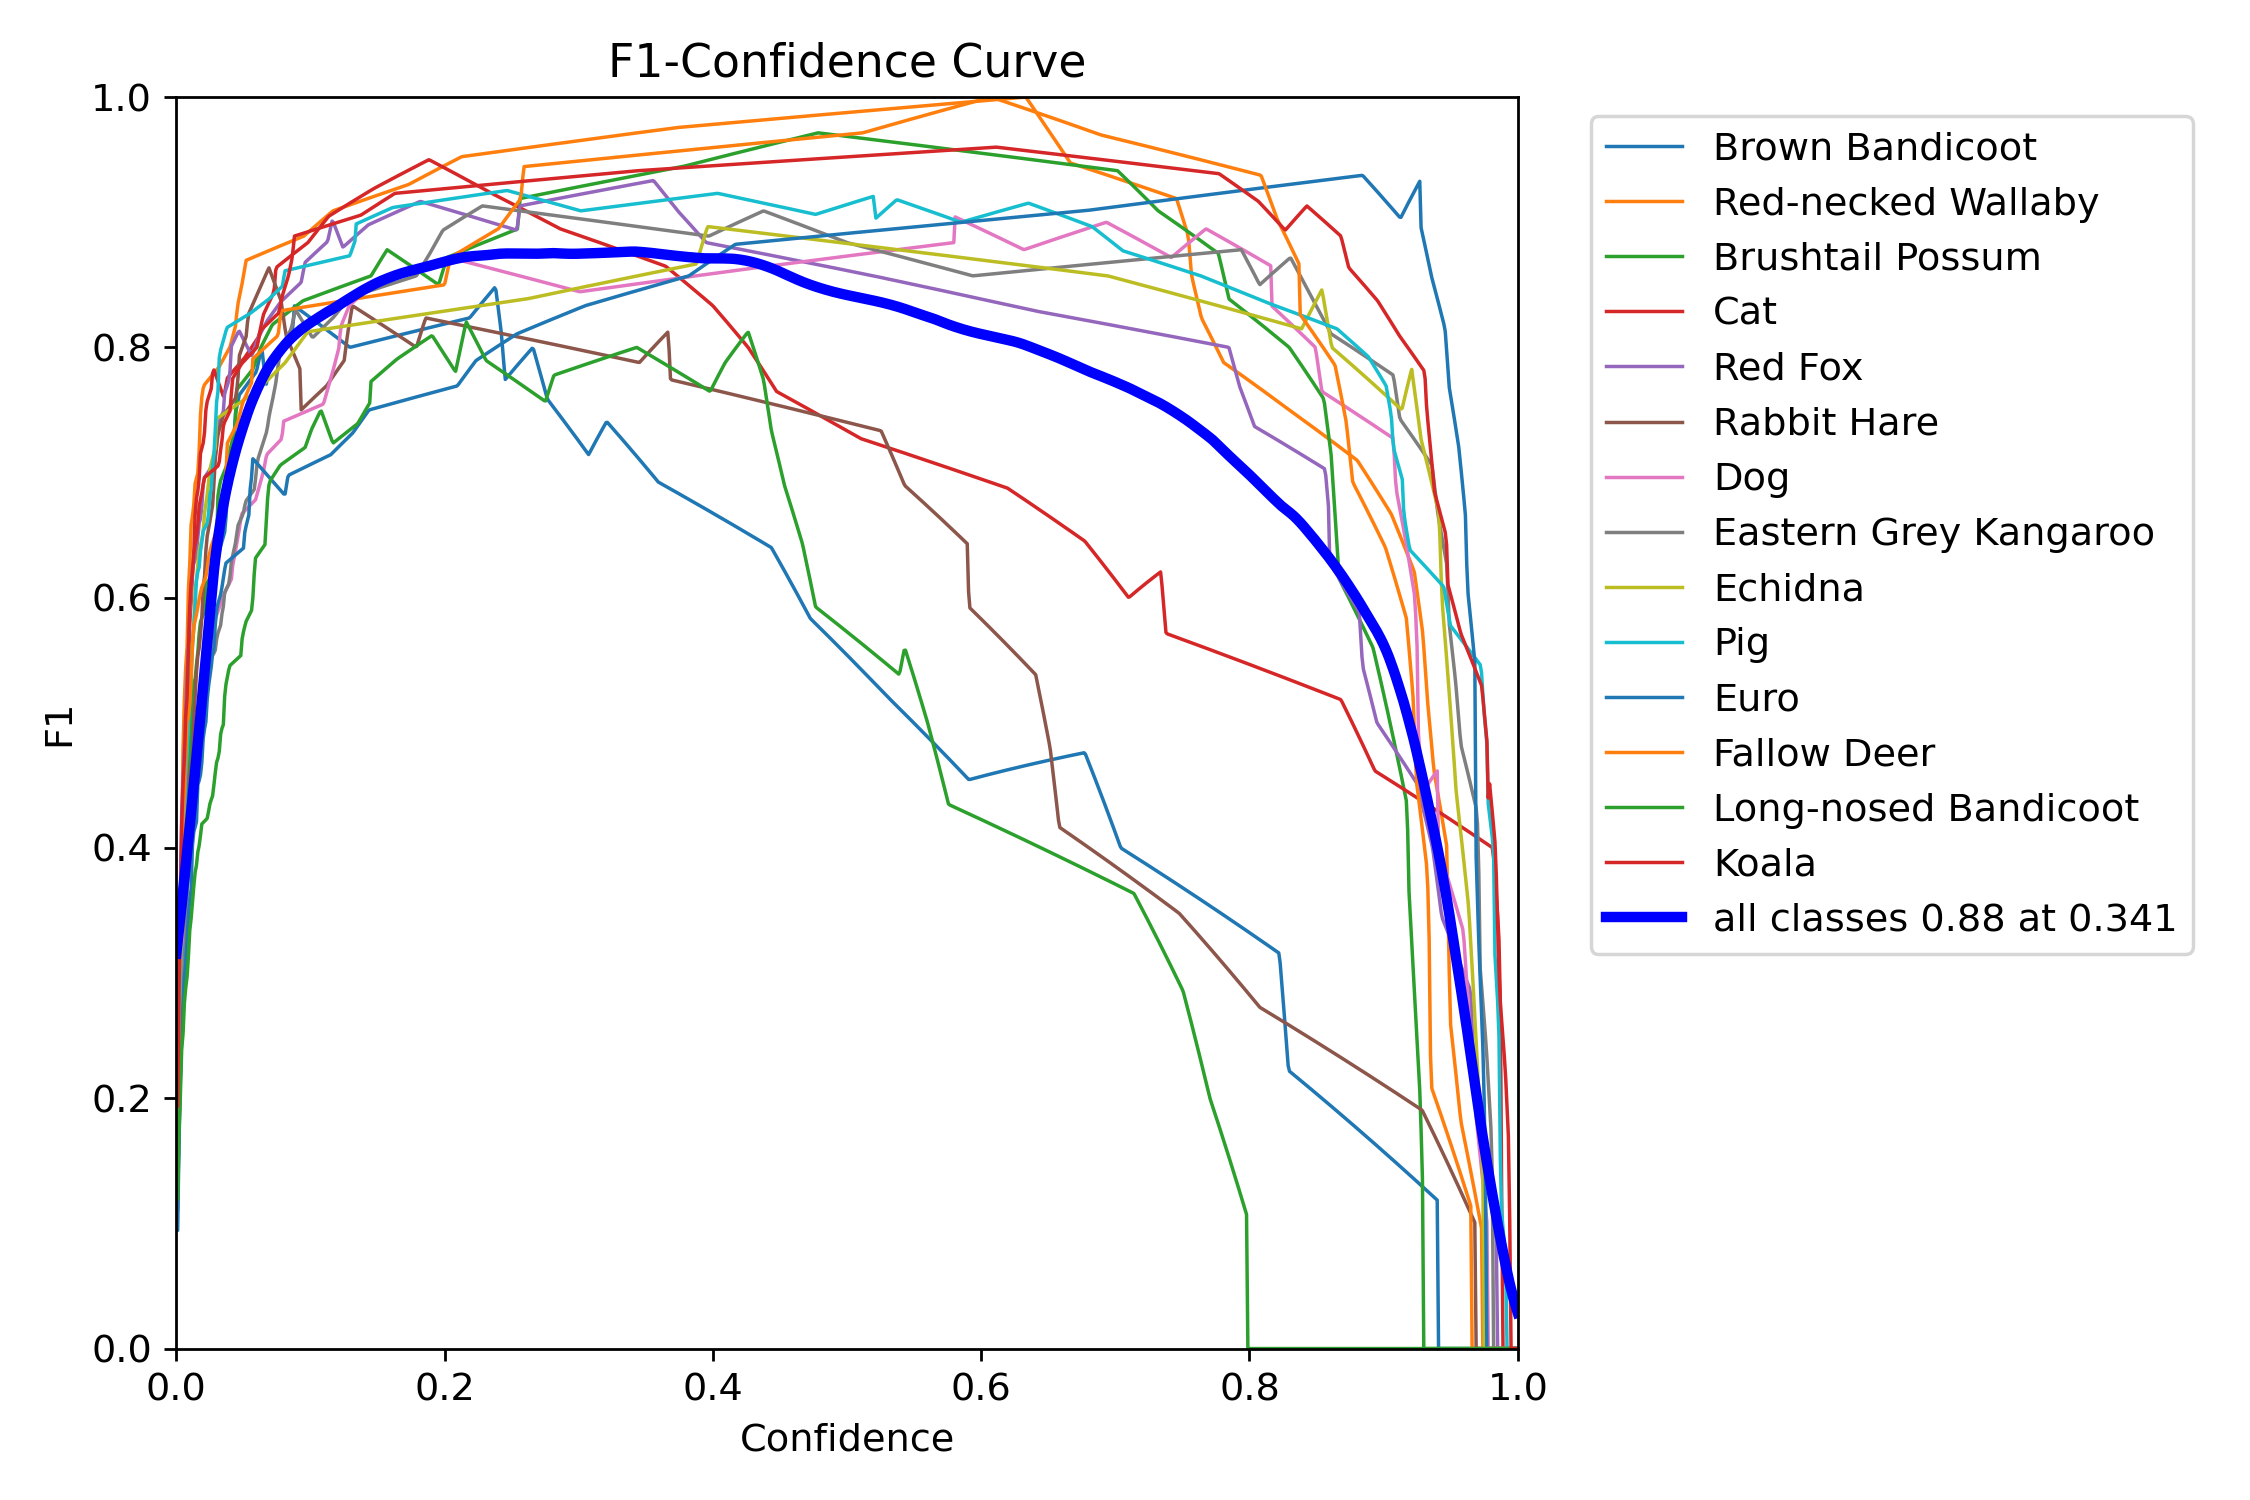 F1-Confidence Curve
1.0
0.8
0.6
0.4
0.2
0.0
F1
0.0 0.2 0.4 0.6 0.8 1.0
Confidence
Brown Bandicoot
Red-necked Wallaby
Brushtail Possum
Cat
Red Fox
Rabbit Hare
Dog
Eastern Grey Kangaroo
Echidna
Pig
Euro
Fallow Deer
Long-nosed Bandicoot
Koala
all classes 0.88 at 0.341